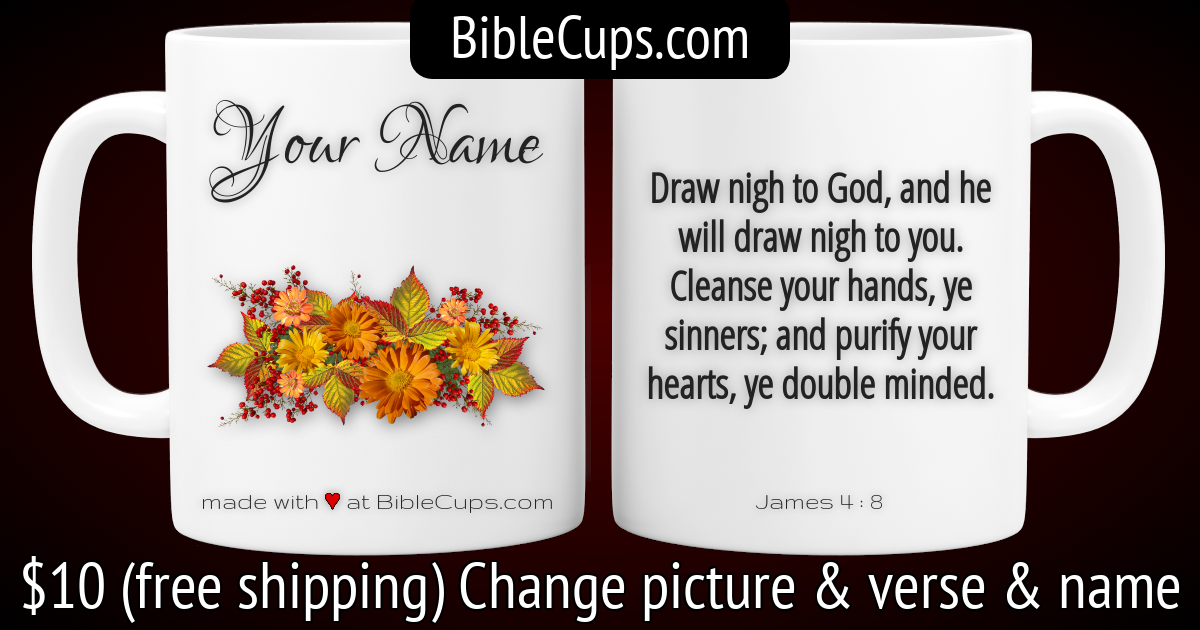 BibleCups.com
Your Name
made with ♥ at BibleCups.com
Draw nigh to God, and he
will draw nigh to you.
Cleanse your hands, ye
sinners; and purify your
hearts, ye double minded.
James 4 : 8
$10 (free shipping) Change picture & verse & name